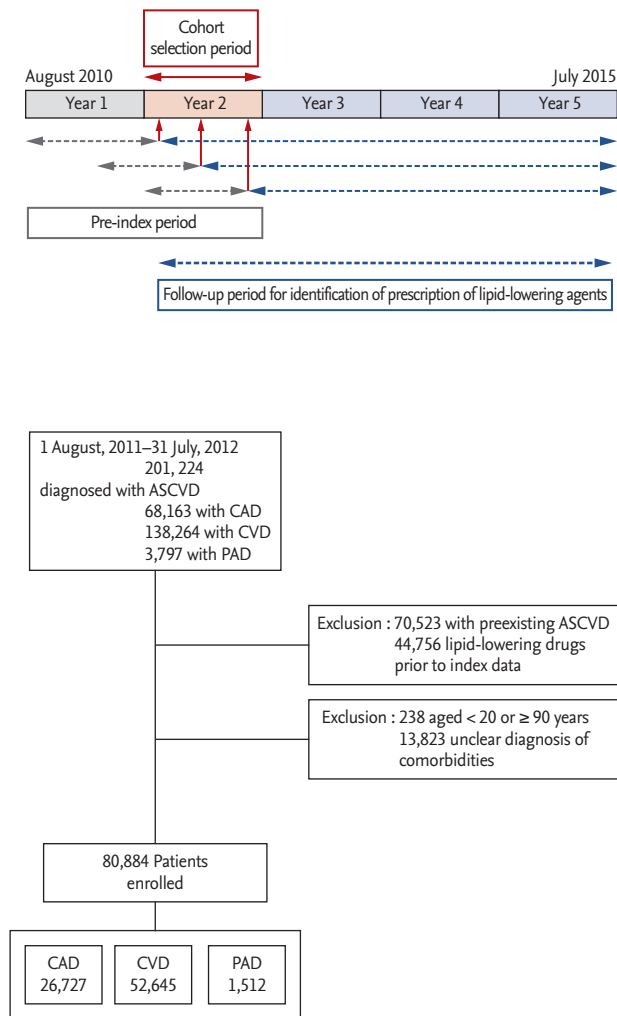 Cohort
selection period
August 2010
July 2015
Year 1
Year 2
Year 3
Year 4
Year 5
Pre-index period
Follow-up period for identification of prescription of lipid-lowering agents
1 August, 2011–31 July, 2012
201, 224
diagnosed with ASCVD
68,163 with CAD
138,264 with CVD
3,797 with PAD
Exclusion : 70,523 with preexisting ASCVD
44,756 lipid-lowering drugs
prior to index data
Exclusion : 238 aged < 20 or ≥ 90 years
13,823 unclear diagnosis of
comorbidities
80,884 Patients
enrolled
CAD
26,727
CVD
52,645
PAD
1,512